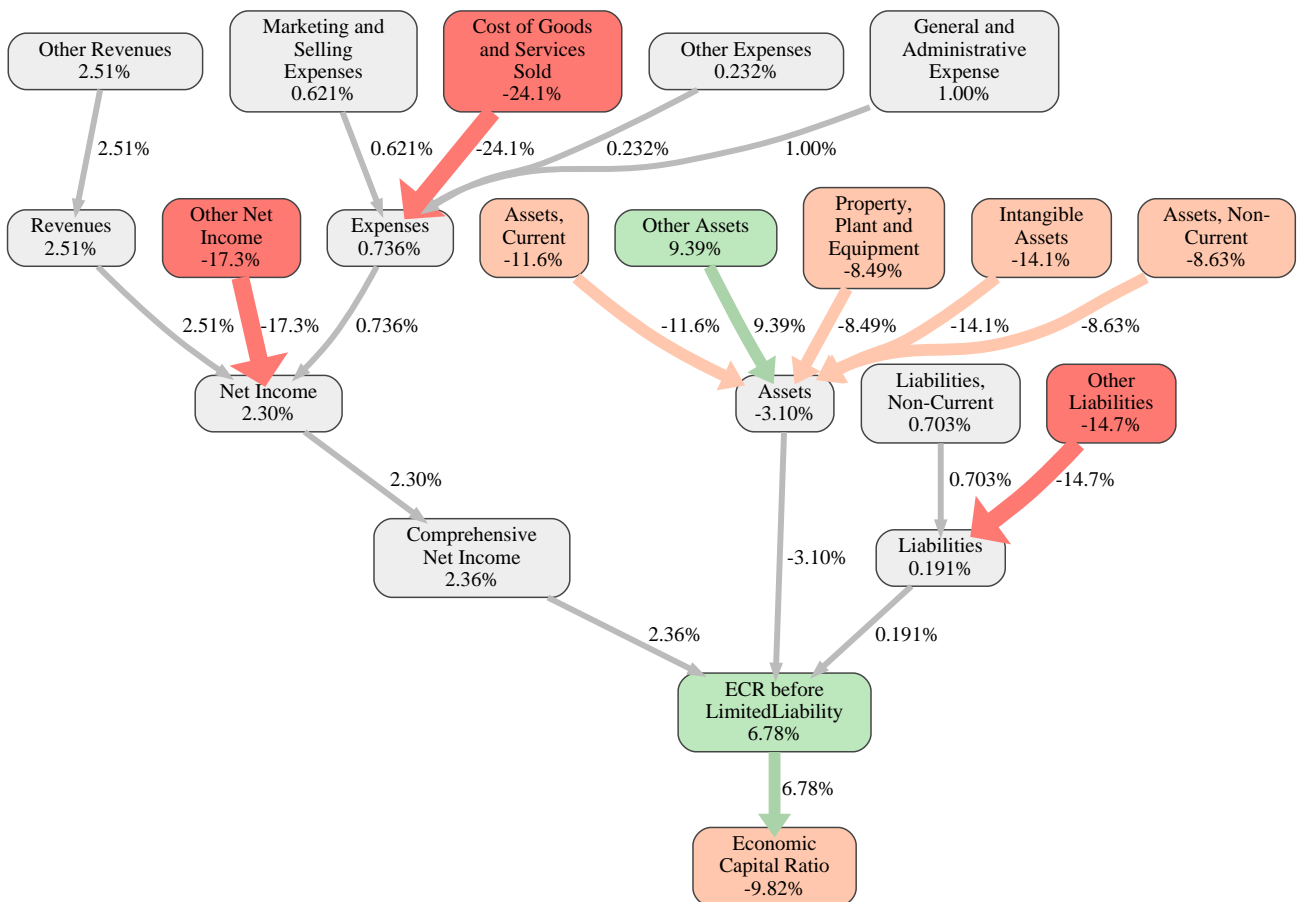 Other Revenues
2.51%
Marketing and
Selling
Expenses
0.621%
Cost of Goods
and Services
Sold
-24.1%
Other Expenses
0.232%
General and
Administrative
Expense
1.00%
2.51%
0.621%
-24.1%
0.232%
1.00%
Revenues
2.51%
Other Net
Income
-17.3%
Expenses
0.736%
Assets,
Current
-11.6%
Other Assets
9.39%
Property,
Plant and
Equipment
-8.49%
Intangible
Assets
-14.1%
Assets, Non-
Current
-8.63%
2.51%
-17.3%
0.736%
-11.6%
9.39%
-8.49%
-14.1%
-8.63%
Net Income
2.30%
Assets
-3.10%
Liabilities,
Non-Current
0.703%
Other
Liabilities
-14.7%
2.30%
0.703%
-14.7%
Comprehensive
Net Income
2.36%
-3.10%
Liabilities
0.191%
2.36%
0.191%
ECR before
LimitedLiability
6.78%
6.78%
Economic
Capital Ratio
-9.82%